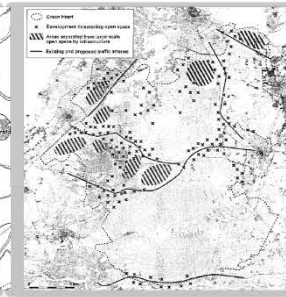 Green Heart
Development threatening open space
Areas separated from large-scale
open space by infrastructure
Existing and proposed traffic arteries